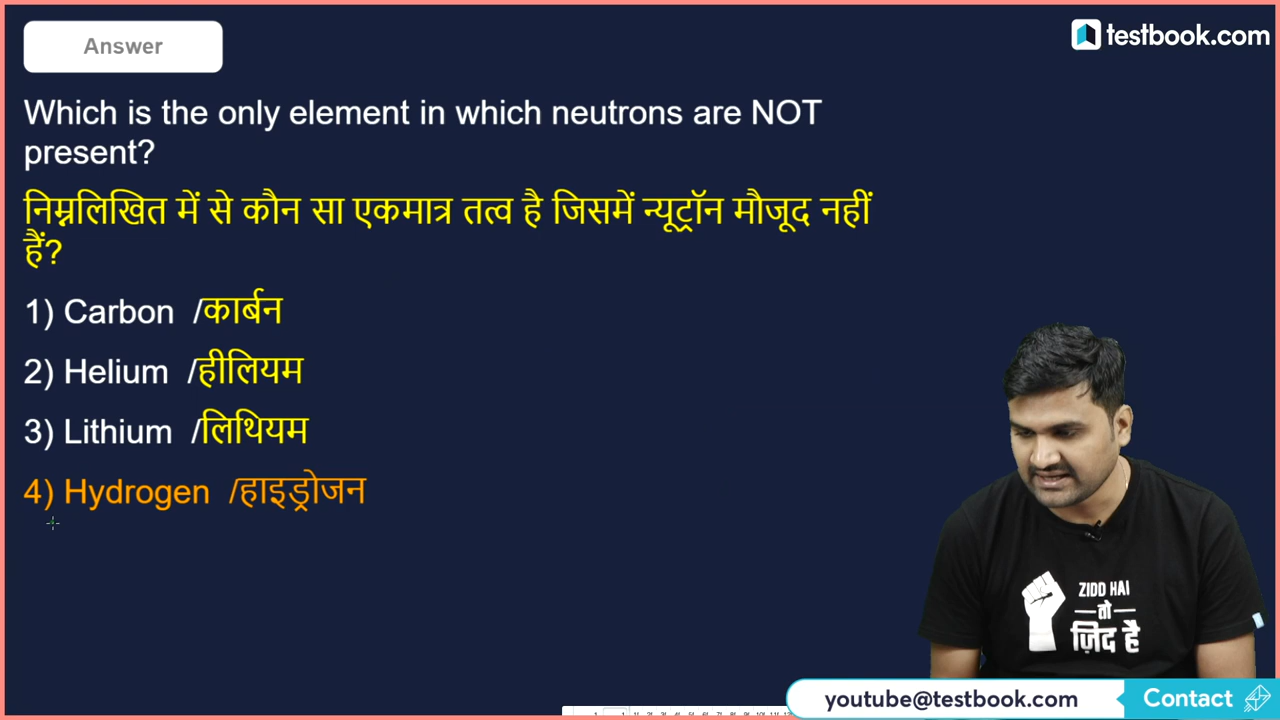 Answer
testbook.com
Which is the only element in which neutrons are NOT
present?
निम्नलिखित में से कौन सा एकमात्र तत्व है जिसमें न्यूट्रॉन मौजूद नहीं
हैं?
1) Carbon /कार्बन
2) Helium /हीलियम
3) Lithium /लिथियम
4) Hydrogen /हाइड्रोजन
ZIDD HAI
तो
ज़िद है
youtube@testbook.com
Contact